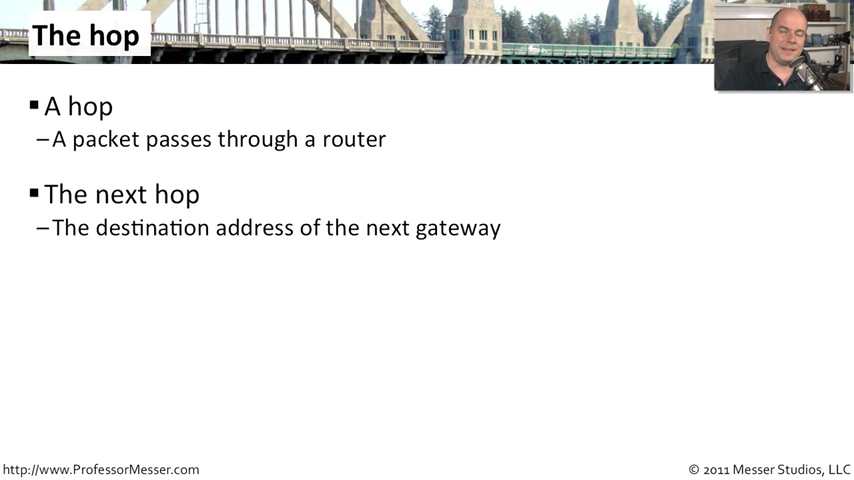 The hop
▪ A hop
– A packet passes through a router
▪ The next hop
– The destination address of the next gateway
http://www.ProfessorMesser.com
© 2011 Messer Studios, LLC